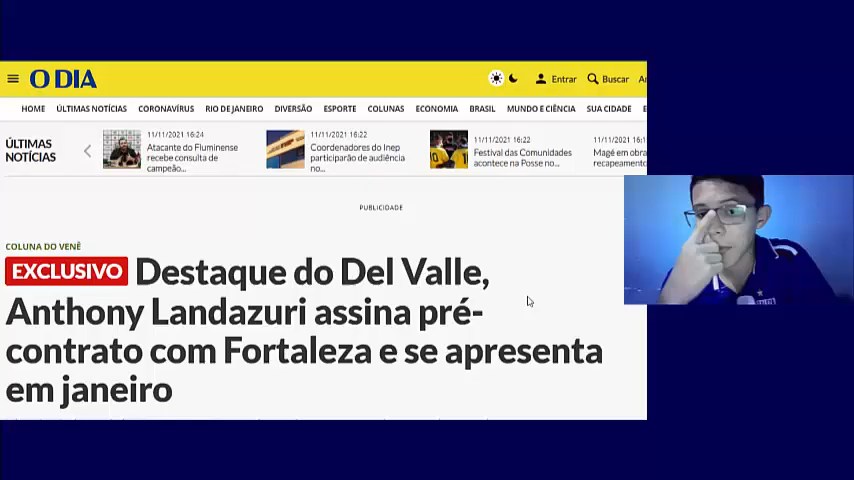 O DIA
Entrar
Buscar
HOME ÚLTIMAS NOTÍCIAS CORONAVÍRUS RIO DE JANEIRO DIVERSÃO ESPORTE COLUNAS ECONOMIA BRASIL MUNDO E CIÊNCIA SUA CIDADE E
ÚLTIMAS
NOTÍCIAS
11/11/2021 16:24
Atacante do Fluminense
recebe consulta de
campeão...
11/11/2021 16:22
Coordenadores do Inep
participarão de audiência
no...
11/11/2021 16:22
Festival das Comunidades
acontece na Posse no...
Magé em obra
recapeamento
PUBLICIDADE
COLUNA DO VENÊ
EXCLUSIVO Destaque do Del Valle,
Anthony Landazuri assina pré-
contrato com Fortaleza e se apresenta
em janeiro